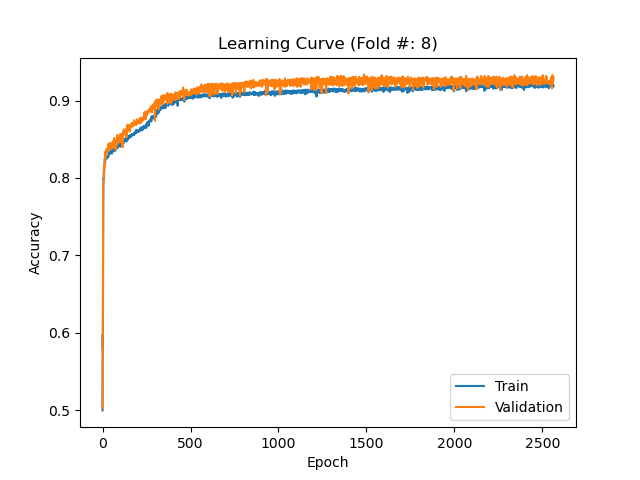 Learning Curve (Fold #: 8)
Accuracy
0.9
0.8
0.7
0.6
0.5
0 500 1000 1500 2000 2500
Epoch
Train
Validation